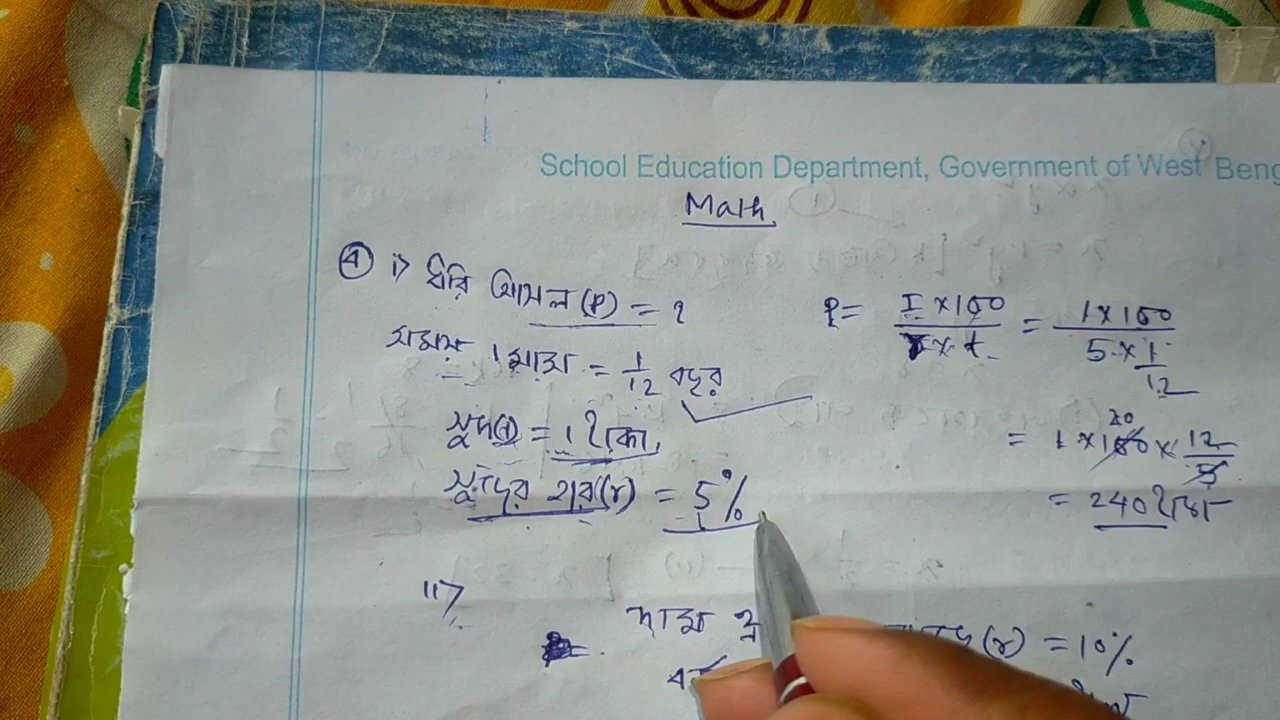 School Education Department, Government of West Beng
Math
4 i> ধরি আসল (P) = ?
সময় 1 মাস = 1/12 বছর
সুদ(I) = 1 টাকা
সুদের হার(r) = 5%
P = I×100/r×t = 1×100/5×1/12
= 1×100×12/5
20
= 240 টাকা
ii>
(r) = 10%